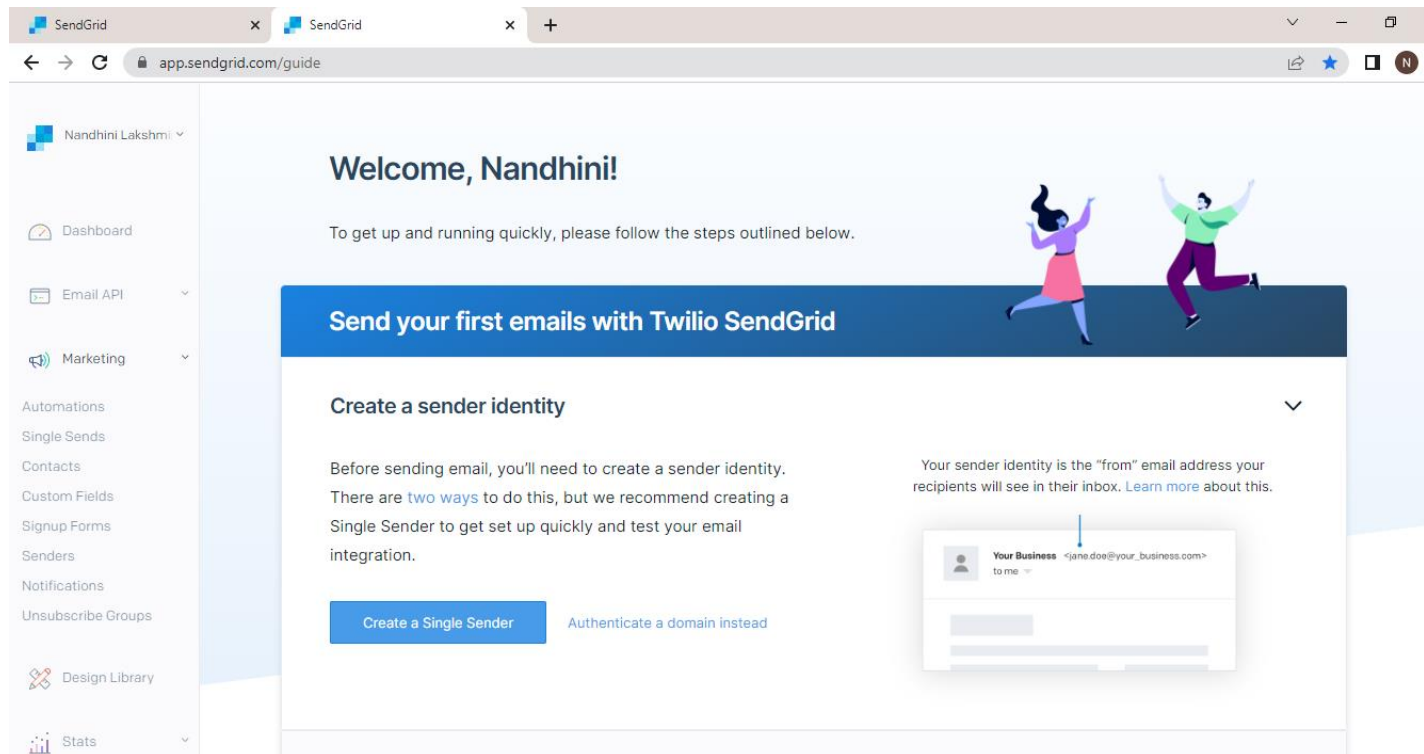 SendGrid
SendGrid
app.sendgrid.com/guide
N
Nandhini Lakshmi
Dashboard
Email API
Marketing
Automations
Single Sends
Contacts
Custom Fields
Signup Forms
Senders
Notifications
Unsubscribe Groups
Design Library
Stats
Welcome, Nandhini!
To get up and running quickly, please follow the steps outlined below.
Send your first emails with Twilio SendGrid
Create a sender identity
Before sending email, you'll need to create a sender identity.
There are two ways to do this, but we recommend creating a
Single Sender to get set up quickly and test your email
integration.
Create a Single Sender
Authenticate a domain instead
Your sender identity is the "from" email address your
recipients will see in their inbox. Learn more about this.
Your Business <jane.doe@your_business.com>
to me